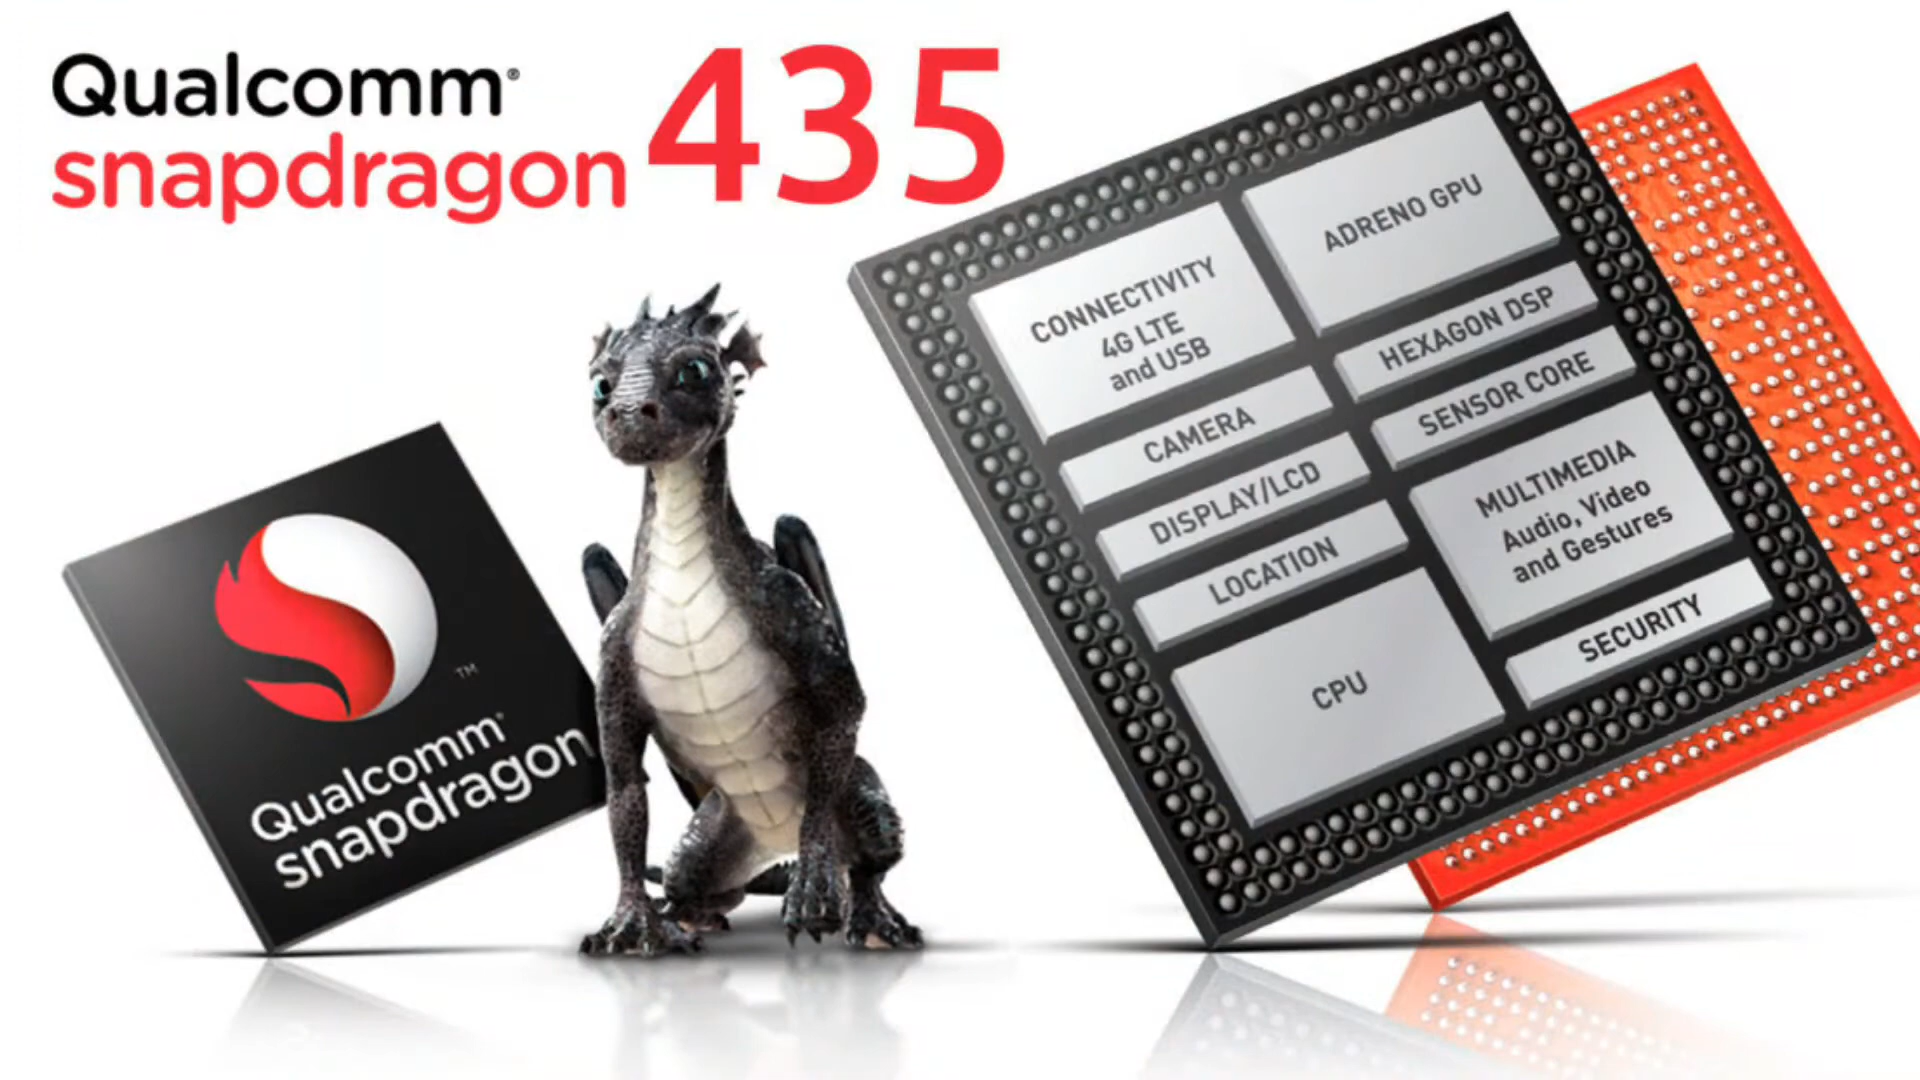 Qualcomm®
snapdragon 435
™
Qualcomm®
snapdragon
CONNECTIVITY
4G LTE
and USB
CAMERA
DISPLAY/LCD
LOCATION
CPU
ADRENO GPU
HEXAGON DSP
SENSOR CORE
MULTIMEDIA
Audio, Video
and Gestures
SECURITY